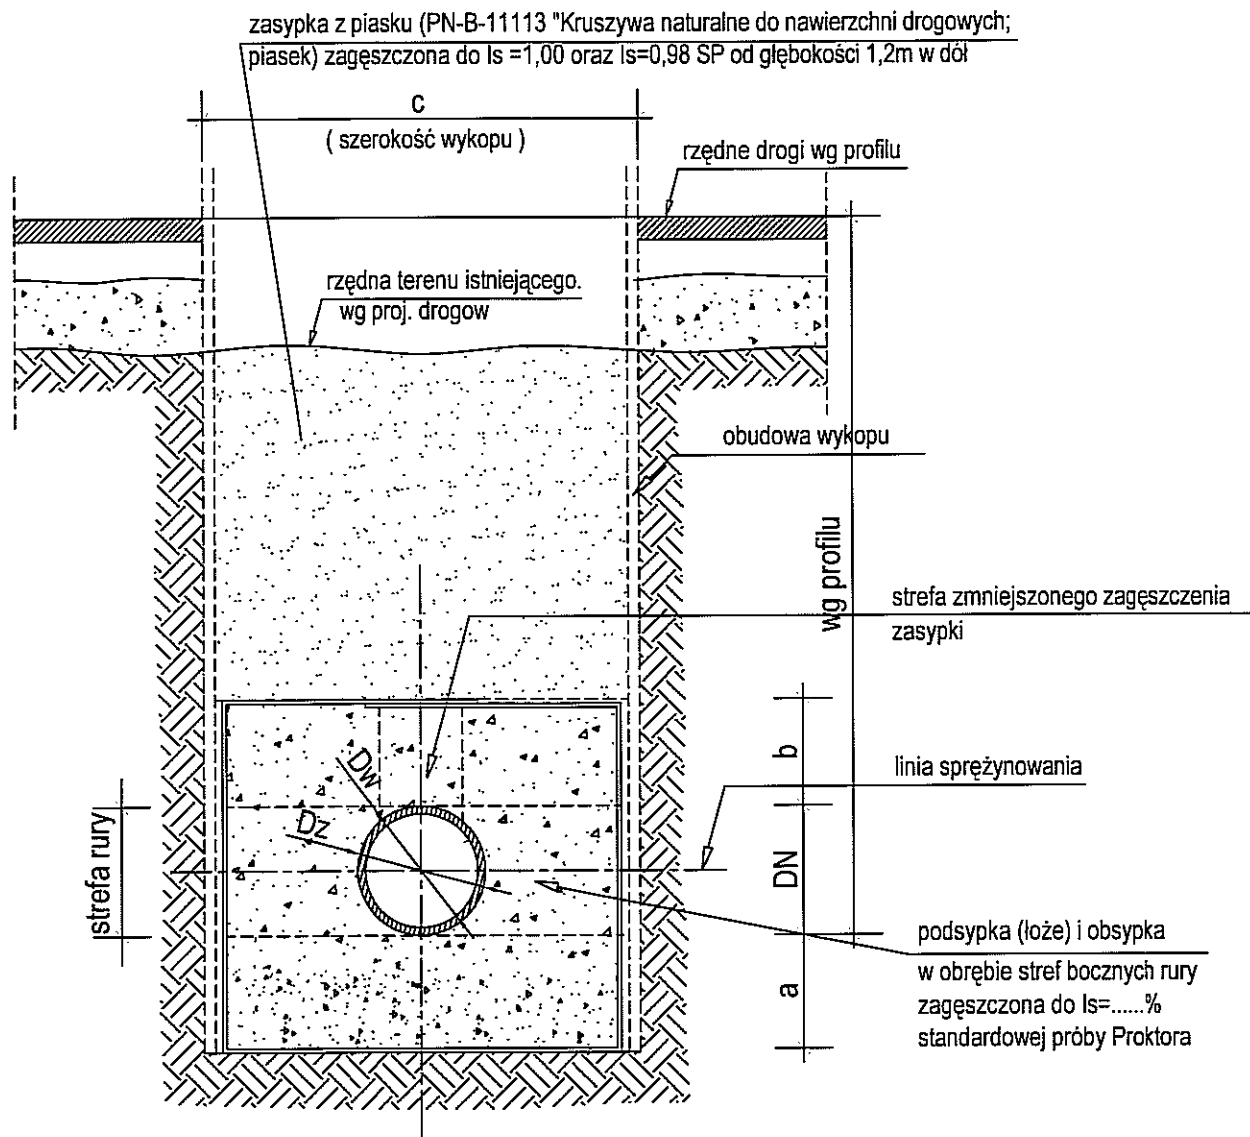 zasypka z piasku (PN-B-11113 "Kruszywa naturalne do nawierzchni drogowych;
piasek) zagęszczona do Is =1,00 oraz Is=0,98 SP od głębokości 1,2m w dół
c
( szerokość wykopu )
rzędne drogi wg profilu
rzędna terenu istniejącego.
wg proj. drogow
obudowa wykopu
wg profilu
strefa zmniejszonego zagęszczenia
zasypki
b
linia sprężynowania
Dw
Dz
strefa rury
DN
a
podsypka (łoże) i obsypka
w obrębie stref bocznych rury
zagęszczona do Is=......%
standardowej próby Proktora